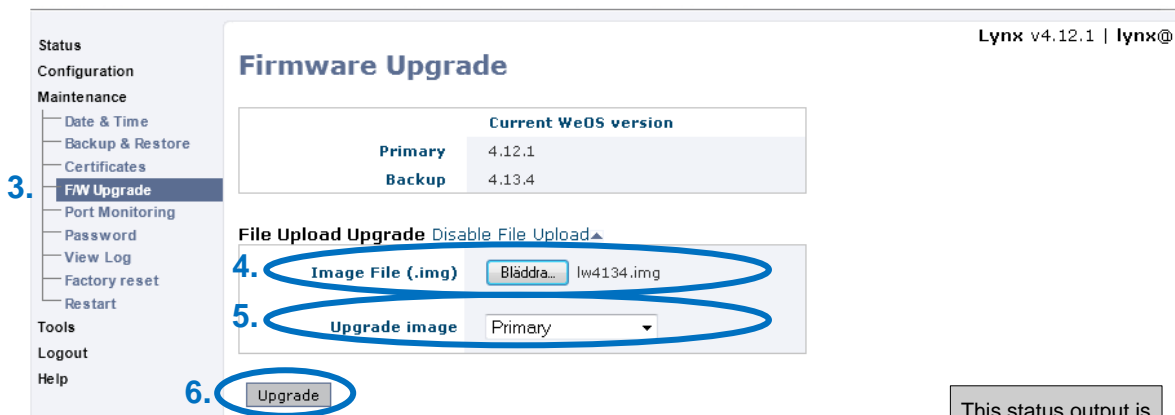 Lynx v4.12.1 | lynx@
Status
Configuration
Maintenance
Date & Time
Backup & Restore
Certificates
3. F/W Upgrade
Port Monitoring
Password
View Log
Factory reset
Restart
Tools
Logout
Help
Firmware Upgrade
Current WeOS version
Primary 4.12.1
Backup 4.13.4
File Upload Upgrade Disable File Upload
4. Image File (.img) Bläddra... lw4134.img
5. Upgrade image Primary
6. Upgrade
This status output is